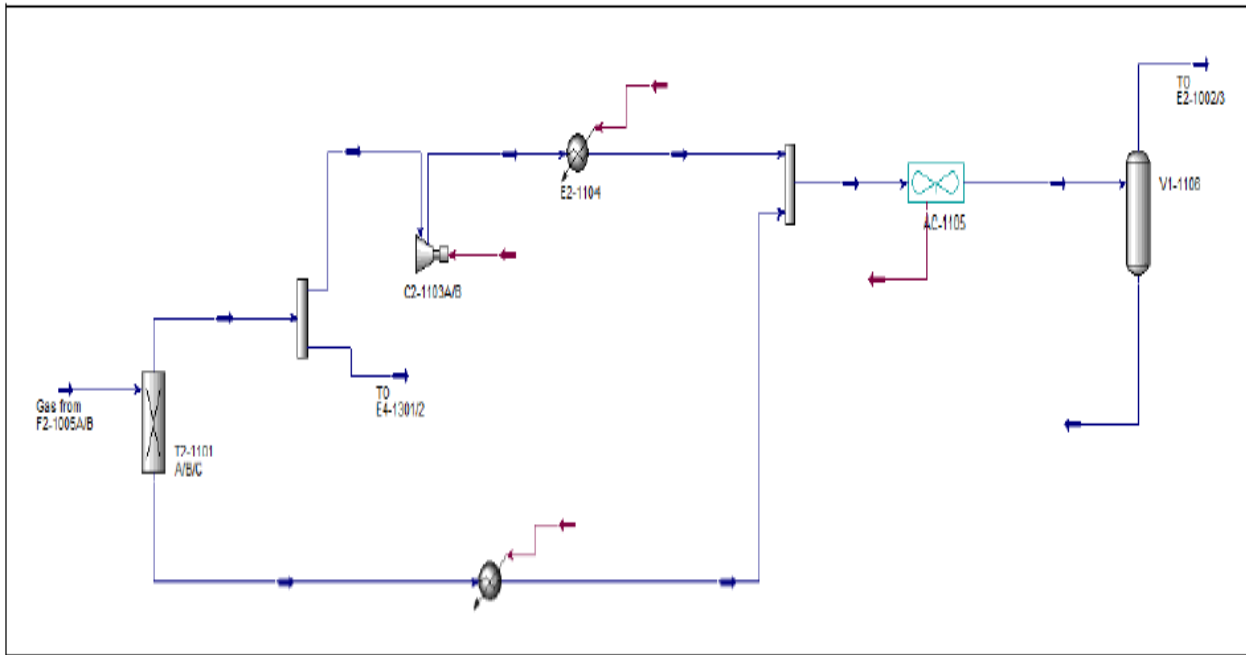 TO
E2-1002/3
E2-1104
V1-1106
AC-1105
C2-1103A/B
TO
E4-1301/2
Gas from
F2-1005A/B
T2-1101
A/B/C